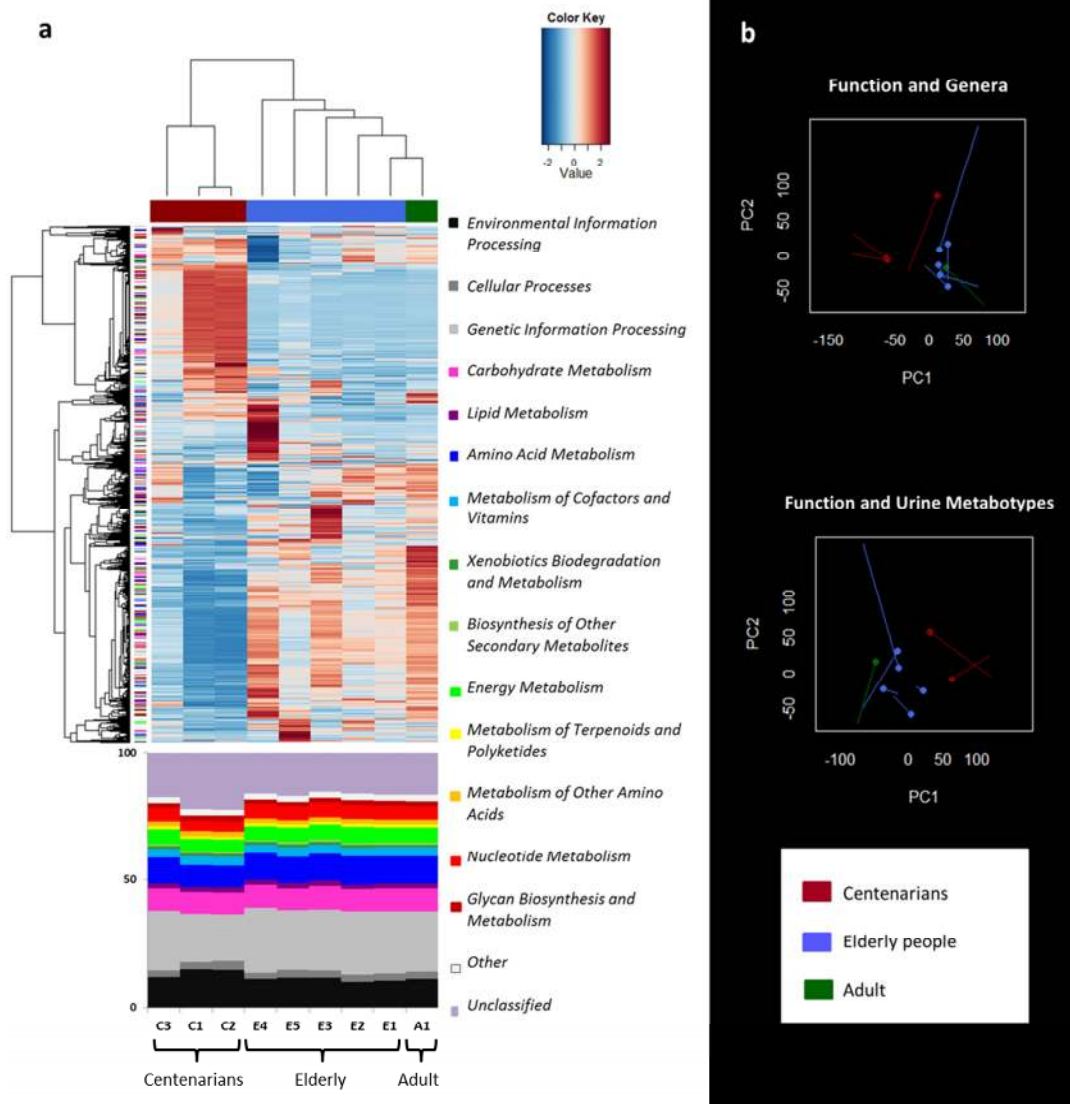 a
Color Key
-2 0 2
Value
Environmental Information
Processing
Cellular Processes
Genetic Information Processing
Carbohydrate Metabolism
Lipid Metabolism
Amino Acid Metabolism
Metabolism of Cofactors and
Vitamins
Xenobiotics Biodegradation
and Metabolism
Biosynthesis of Other
Secondary Metabolites
Energy Metabolism
Metabolism of Terpenoids and
Polyketides
Metabolism of Other Amino
Acids
Nucleotide Metabolism
Glycan Biosynthesis and
Metabolism
Other
Unclassified
100
50
0
C3 C1 C2 E4 E5 E3 E2 E1 A1
Centenarians Elderly Adult
b
Function and Genera
PC2
100
50
0
-50
-150 -50 0 50 100
PC1
Function and Urine Metabotypes
PC2
100
50
0
-50
-100 0 50 100
PC1
Centenarians
Elderly people
Adult